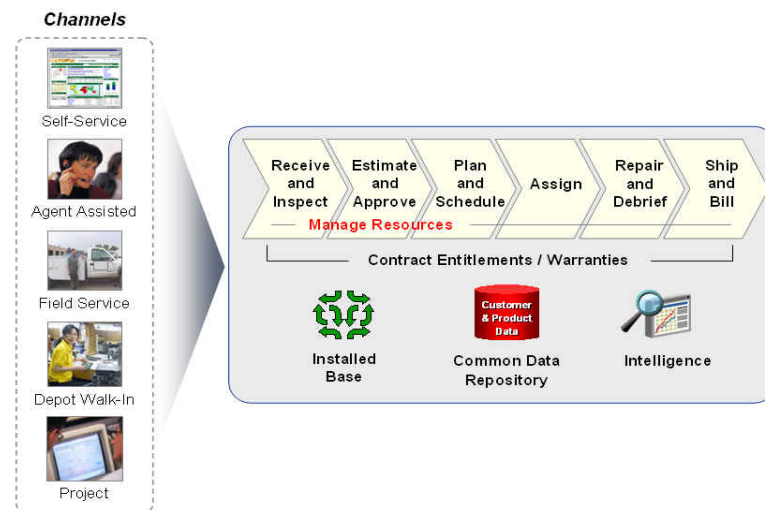 Channels
Self-Service
Agent Assisted
Field Service
Depot Walk-In
Project
Receive
and
Inspect
Estimate
and
Approve
Plan
and
Schedule
Assign
Repair
and
Debrief
Ship
and
Bill
Manage Resources
Contract Entitlements / Warranties
Installed
Base
Customer
& Product
Data
Common Data
Repository
Intelligence